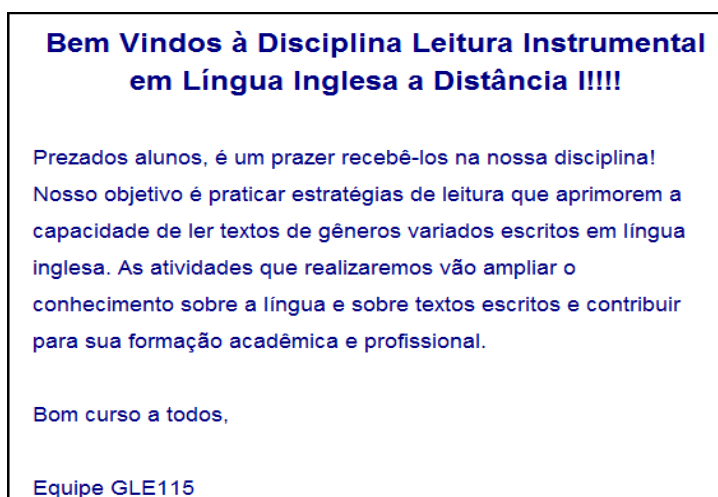 Bem Vindos à Disciplina Leitura Instrumental
em Língua Inglesa a Distância I!!!!
Prezados alunos, é um prazer recebê-los na nossa disciplina!
Nosso objetivo é praticar estratégias de leitura que aprimorem a
capacidade de ler textos de gêneros variados escritos em língua
inglesa. As atividades que realizaremos vão ampliar o
conhecimento sobre a língua e sobre textos escritos e contribuir
para sua formação acadêmica e profissional.
Bom curso a todos,
Equipe GLE115